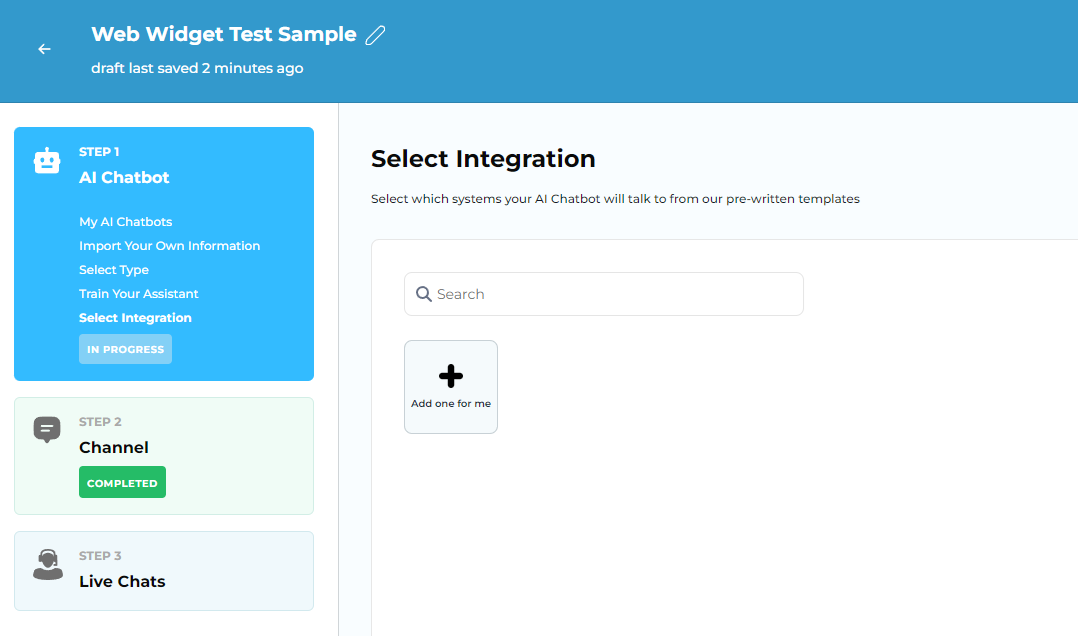 Web Widget Test Sample
draft last saved 2 minutes ago
STEP 1
AI Chatbot
My AI Chatbots
Import Your Own Information
Select Type
Train Your Assistant
Select Integration
IN PROGRESS
STEP 2
Channel
COMPLETED
STEP 3
Live Chats
Select Integration
Select which systems your AI Chatbot will talk to from our pre-written templates
Search
Add one for me